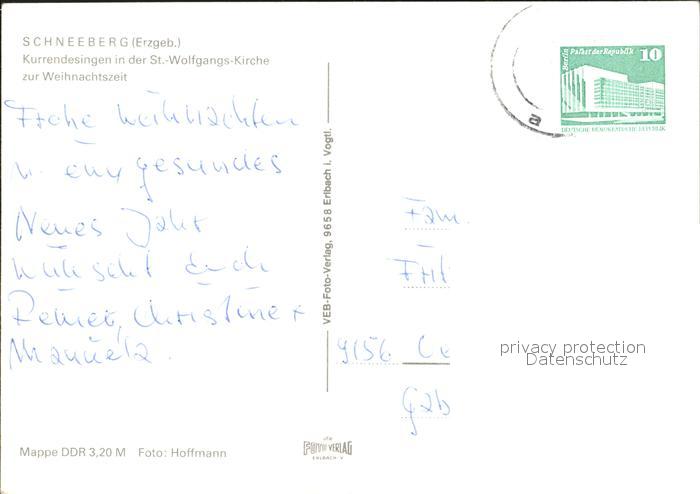 SCHNEEBERG (Erzgeb.)
Kurrendesingen in der St.-Wolfgangs-Kirche
zur Weihnachtszeit
Frohe Weihnachten
u. ein gesundes
Neues Jahr
wünscht Euch
Reiner, Christine +
Manuela.
VEB-Foto-Verlag, 9658 Erlbach i. Vogtl.
Berlin Palast der Republik 10
DEUTSCHE DEMOKRATISCHE REPUBLIK
a
Fam.
9156
privacy protection
Datenschutz
Mappe DDR 3,20 M Foto: Hoffmann
FOTO VERLAG
ERLBACH·V